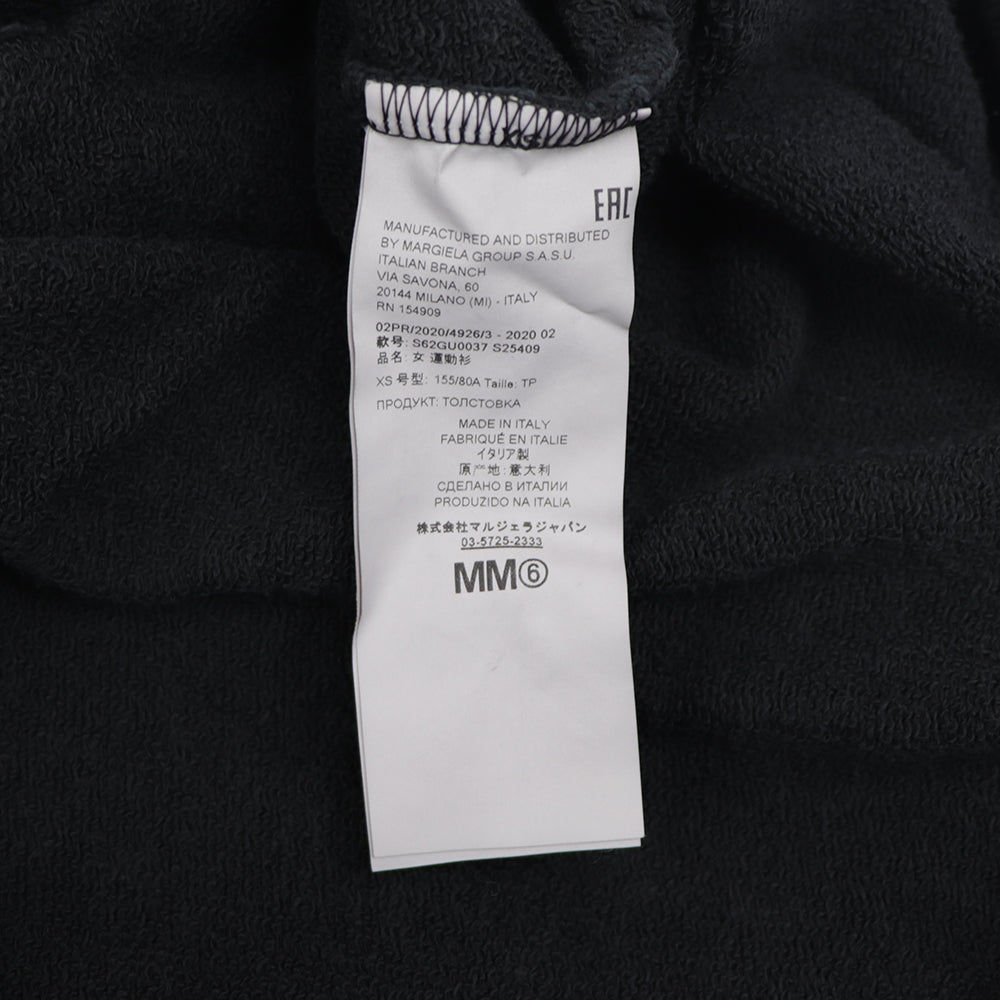 XS
EAC
MANUFACTURED AND DISTRIBUTED
BY MARGIELA GROUP S.A.S.U.
ITALIAN BRANCH
VIA SAVONA, 60
20144 MILANO (MI) - ITALY
RN 154909
02PR/2020/4926/3 - 2020 02
款号: S62GU0037 S25409
品名: 女 運動衫
XS 号型: 155/80A Taille: TP
ПРОДУКТ: ТОЛСТОВКА
MADE IN ITALY
FABRIQUÉ EN ITALIE
イタリア製
原产地: 意大利
СДЕЛАНО В ИТАЛИИ
PRODUZIDO NA ITALIA
株式会社マルジェラジャパン
03-5725-2333
MM⑥